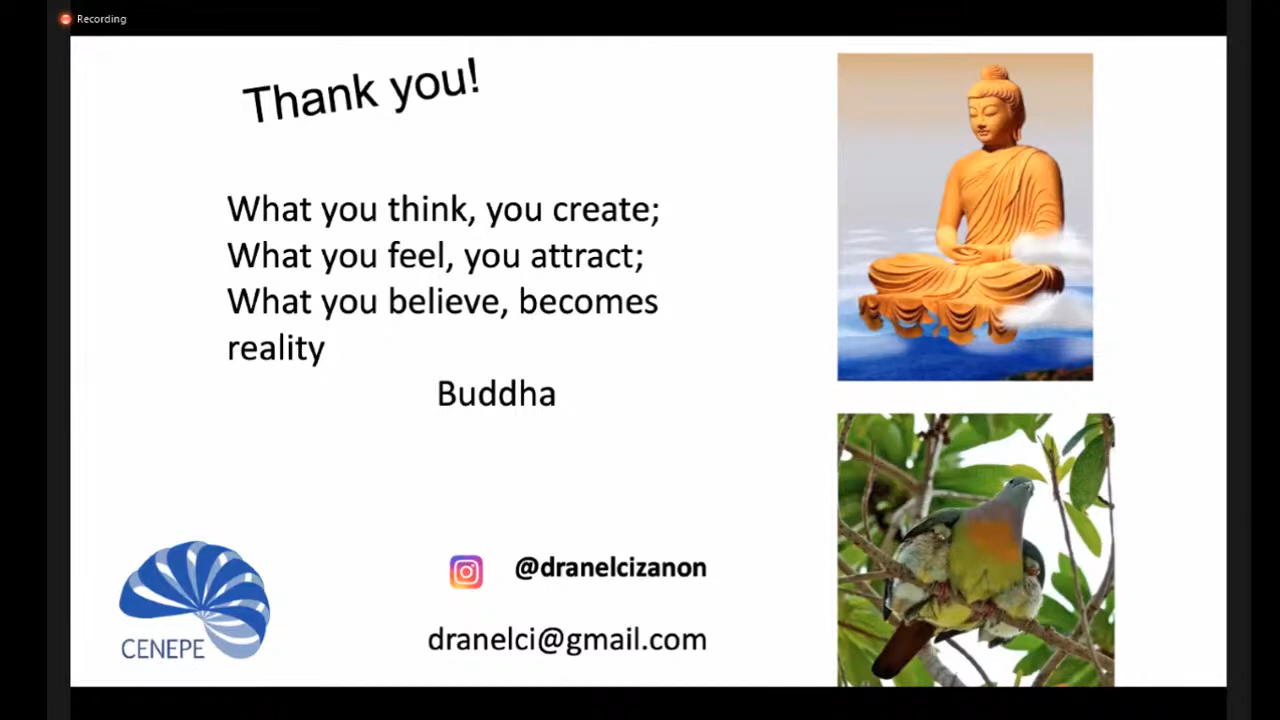 Recording
Thank you!
What you think, you create;
What you feel, you attract;
What you believe, becomes
reality
Buddha
@dranelcizanon
CENEPE
dranelci@gmail.com